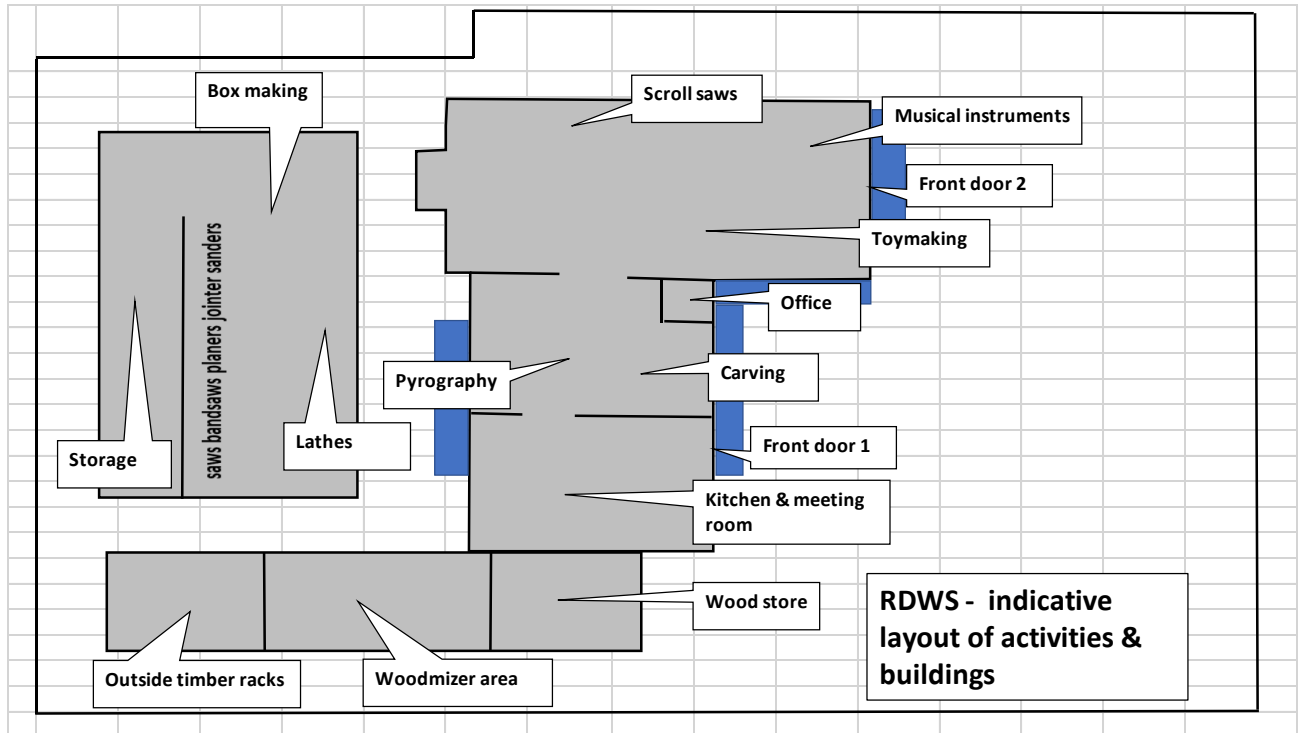 Box making
Scroll saws
Musical instruments
Front door 2
Toymaking
saws bandsaws planers jointer sanders
Office
Pyrography
Carving
Storage
Lathes
Front door 1
Kitchen & meeting
room
Wood store
RDWS - indicative
layout of activities &
buildings
Outside timber racks
Woodmizer area